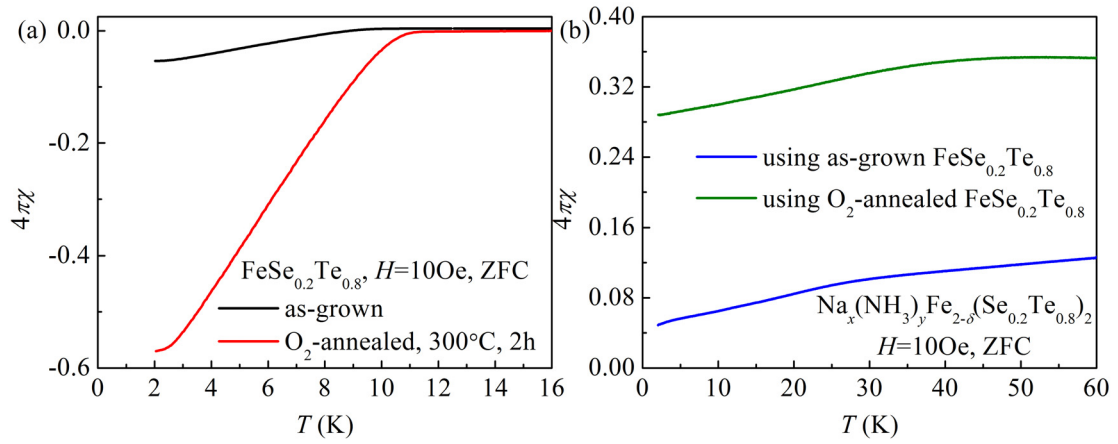 (a)
0.0
-0.2
-0.4
-0.6
4πχ
FeSe₀.₂Te₀.₈, H=10Oe, ZFC
as-grown
O₂-annealed, 300°C, 2h
0 2 4 6 8 10 12 14 16
T (K)
(b)
0.40
0.32
0.24
0.16
0.08
0.00
4πχ
using as-grown FeSe₀.₂Te₀.₈
using O₂-annealed FeSe₀.₂Te₀.₈
Naₓ(NH₃)yFe₂₋δ(Se₀.₂Te₀.₈)₂
H=10Oe, ZFC
0 10 20 30 40 50 60
T (K)